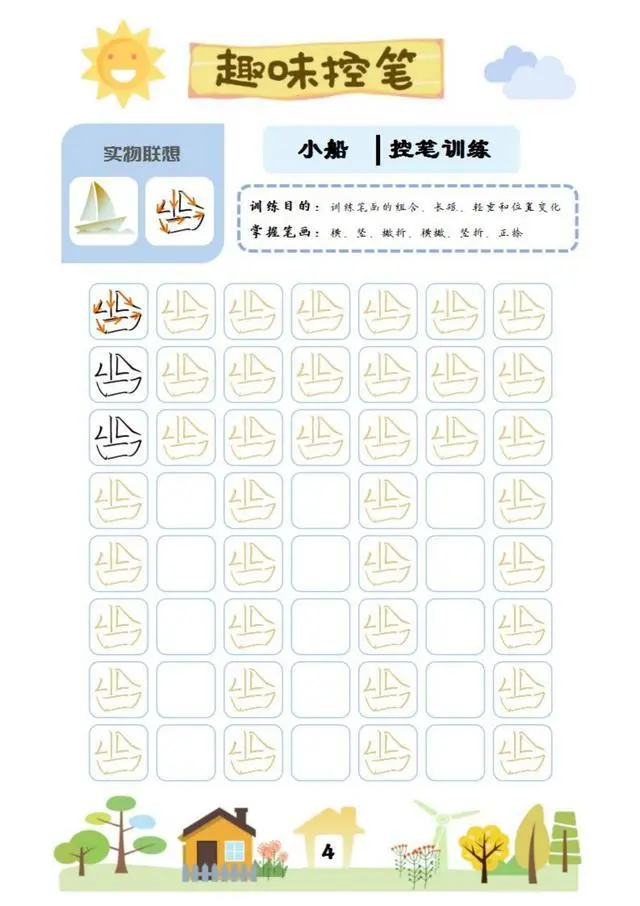 趣味控笔
实物联想
小船 控笔训练
训练目的：训练笔画的组合、长短、轻重和位置变化
掌握笔画：横、竖、撇折、横撇、竖折、正捺
4